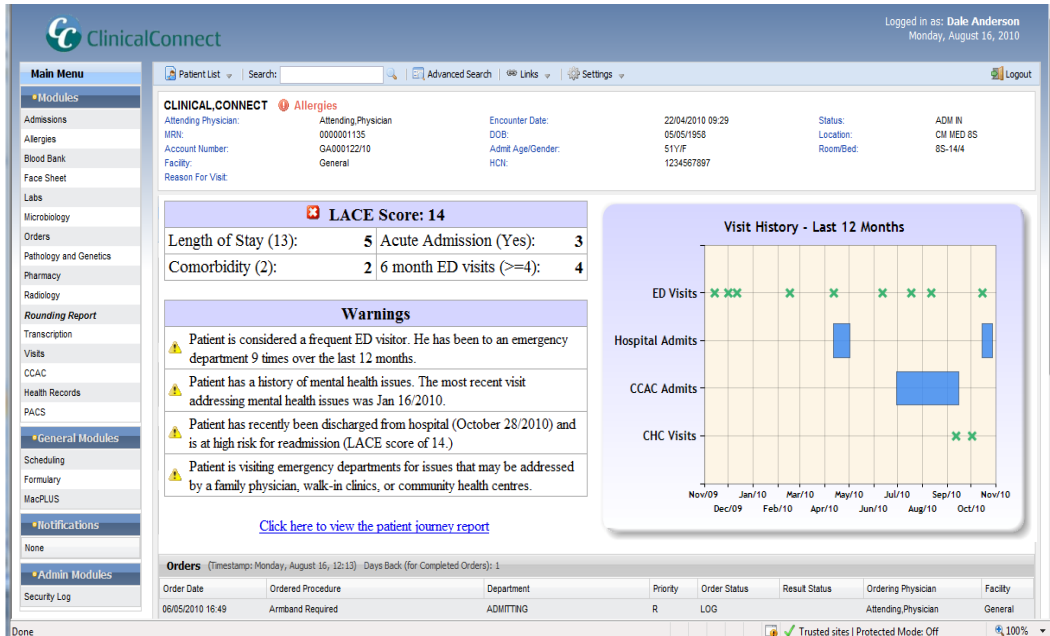 Logged in as: Dale Anderson
Monday, August 16, 2010
CC ClinicalConnect
Main Menu
Patient List
Search:
Advanced Search
Links
Settings
Logout
Modules
Admissions
Allergies
Blood Bank
Face Sheet
Labs
Microbiology
Orders
Pathology and Genetics
Pharmacy
Radiology
Rounding Report
Transcription
Visits
CCAC
Health Records
PACS
General Modules
Scheduling
Formulary
MacPLUS
Notifications
None
Admin Modules
Security Log
CLINICAL,CONNECT Allergies
Attending Physician: Attending,Physician Encounter Date: 22/04/2010 09:29 Status: ADM IN
MRN: 0000001135 DOB: 05/05/1958 Location: CM MED 8S
Account Number: GA000122/10 Admit Age/Gender: 51Y/F Room/Bed: 8S-14/4
Facility: General HCN: 1234567897
Reason For Visit:
LACE Score: 14
Length of Stay (13): 5 Acute Admission (Yes): 3
Comorbidity (2): 2 6 month ED visits (>=4): 4
Warnings
Patient is considered a frequent ED visitor. He has been to an emergency
department 9 times over the last 12 months.
Patient has a history of mental health issues. The most recent visit
addressing mental health issues was Jan 16/2010.
Patient has recently been discharged from hospital (October 28/2010) and
is at high risk for readmission (LACE score of 14.)
Patient is visiting emergency departments for issues that may be addressed
by a family physician, walk-in clinics, or community health centres.
Click here to view the patient journey report
Visit History - Last 12 Months
ED Visits
Hospital Admits
CCAC Admits
CHC Visits
Nov/09 Jan/10 Mar/10 May/10 Jul/10 Sep/10 Nov/10
Dec/09 Feb/10 Apr/10 Jun/10 Aug/10 Oct/10
Orders (Timestamp: Monday, August 16, 12:13) Days Back (for Completed Orders): 1
Order Date Ordered Procedure Department Priority Order Status Result Status Ordering Physician Facility
06/05/2010 16:49 Armband Required ADMITTING R LOG Attending,Physician General
Done
Trusted sites | Protected Mode: Off
100%